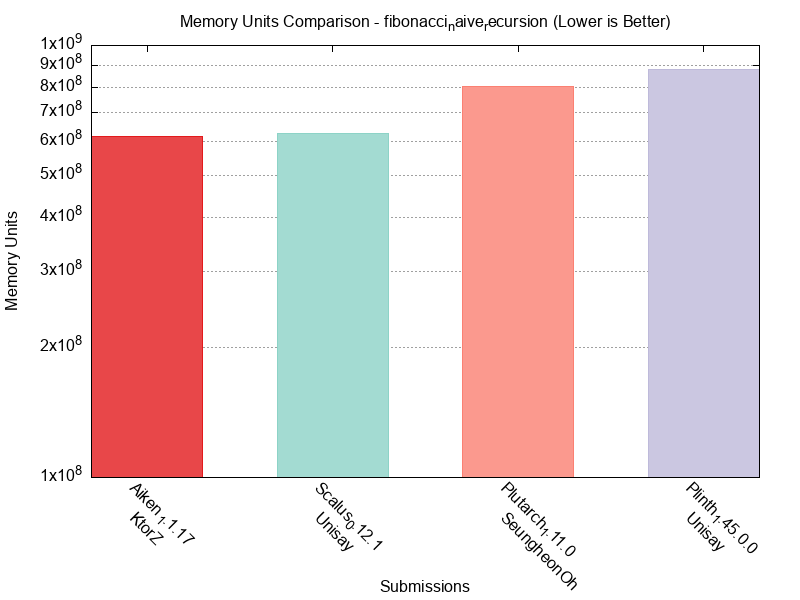 Memory Units Comparison - fibonacci_naive_recursion (Lower is Better)
1x10^9
9x10^8
8x10^8
7x10^8
6x10^8
5x10^8
4x10^8
3x10^8
2x10^8
1x10^8
Memory Units
Aiken_1.1.17
KtorZ
Scalus_0.12.1
Unisay
Plutarch_1.11.0
SeungheonOh
Plinth_1.45.0.0
Unisay
Submissions